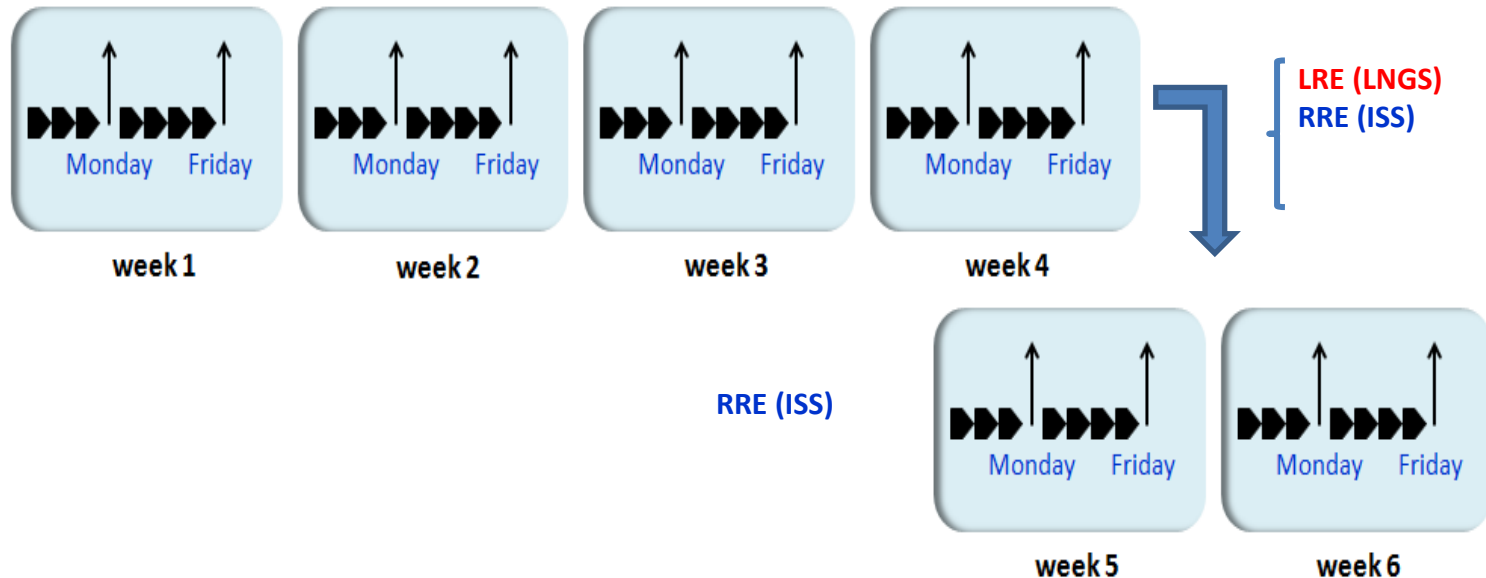 Monday Friday
week 1
Monday Friday
week 2
Monday Friday
week 3
Monday Friday
week 4
LRE (LNGS)
RRE (ISS)
RRE (ISS)
Monday Friday
week 5
Monday Friday
week 6